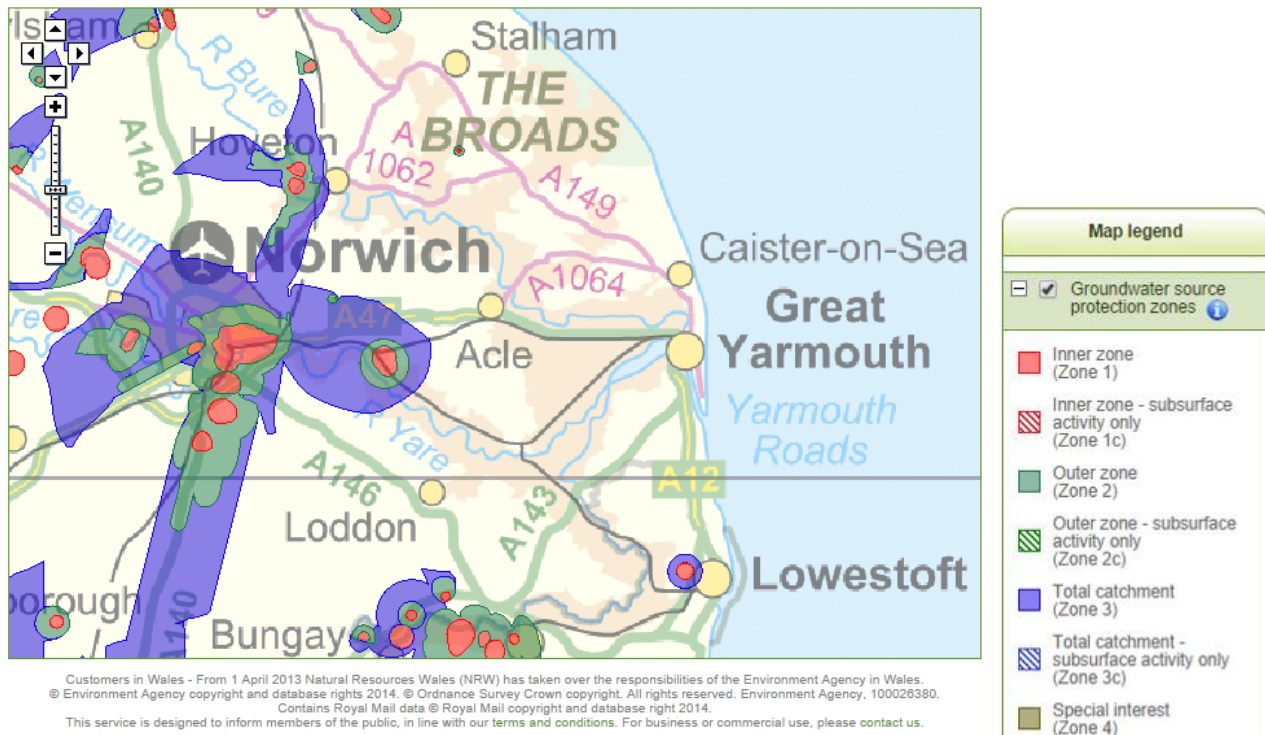 lsham
Stalham
R Bure
THE
BROADS
A140
Hoveton
A
1062
A149
R Wensum
Norwich
Caister-on-Sea
A1064
Great
Yarmouth
A47
Acle
Yarmouth
Roads
R Yare
A146
A12
A143
Loddon
Lowestoft
borough
A140
Bungay
Map legend
Groundwater source
protection zones
Inner zone
(Zone 1)
Inner zone - subsurface
activity only
(Zone 1c)
Outer zone
(Zone 2)
Outer zone - subsurface
activity only
(Zone 2c)
Total catchment
(Zone 3)
Total catchment -
subsurface activity only
(Zone 3c)
Special interest
(Zone 4)
Customers in Wales - From 1 April 2013 Natural Resources Wales (NRW) has taken over the responsibilities of the Environment Agency in Wales.
© Environment Agency copyright and database rights 2014. © Ordnance Survey Crown copyright. All rights reserved. Environment Agency, 100026380.
Contains Royal Mail data © Royal Mail copyright and database right 2014.
This service is designed to inform members of the public, in line with our terms and conditions. For business or commercial use, please contact us.